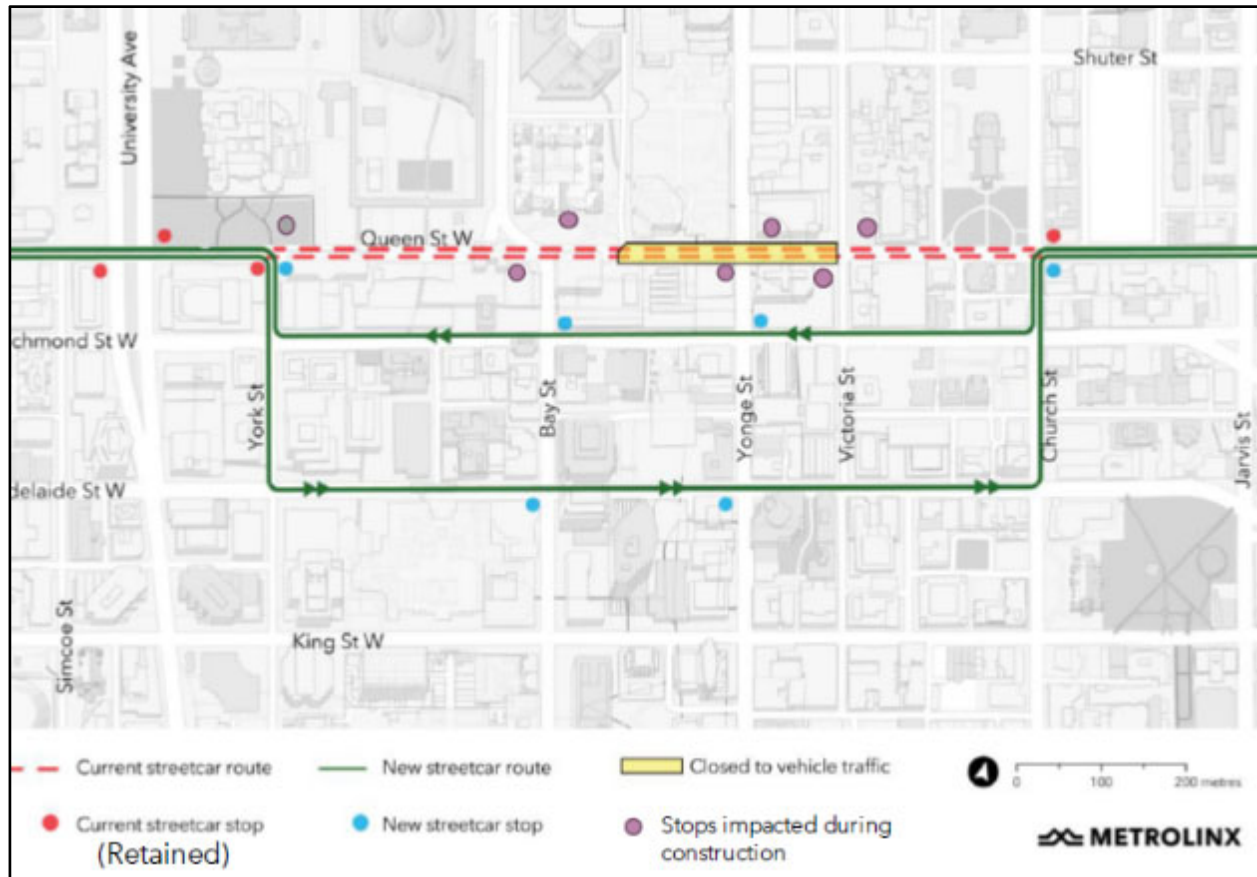 Shuter St
University Ave
Queen St W
chmond St W
York St
Bay St
Yonge St
Victoria St
Church St
Jarvis St
delaide St W
Simcoe St
King St W
Current streetcar route
New streetcar route
Closed to vehicle traffic
0 100 200 metres
Current streetcar stop
(Retained)
New streetcar stop
Stops impacted during
construction
METROLINX